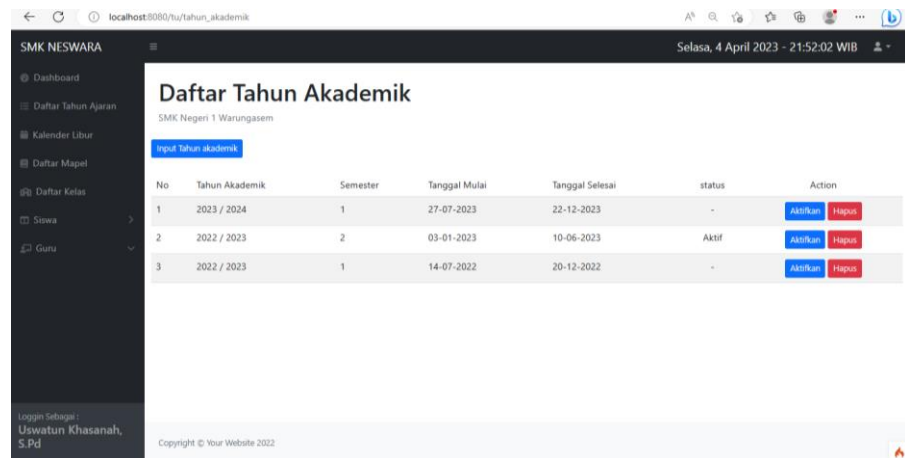 localhost:8080/tu/tahun_akademik
SMK NESWARA
Selasa, 4 April 2023 - 21:52:02 WIB
Dashboard
Daftar Tahun Ajaran
Kalender Libur
Daftar Mapel
Daftar Kelas
Siswa
Guru
Daftar Tahun Akademik
SMK Negeri 1 Warungasem
Input Tahun akademik
No Tahun Akademik Semester Tanggal Mulai Tanggal Selesai status Action
1 2023 / 2024 1 27-07-2023 22-12-2023 - Aktifkan Hapus
2 2022 / 2023 2 03-01-2023 10-06-2023 Aktif Aktifkan Hapus
3 2022 / 2023 1 14-07-2022 20-12-2022 - Aktifkan Hapus
Loggin Sebagai :
Uswatun Khasanah,
S.Pd
Copyright © Your Website 2022